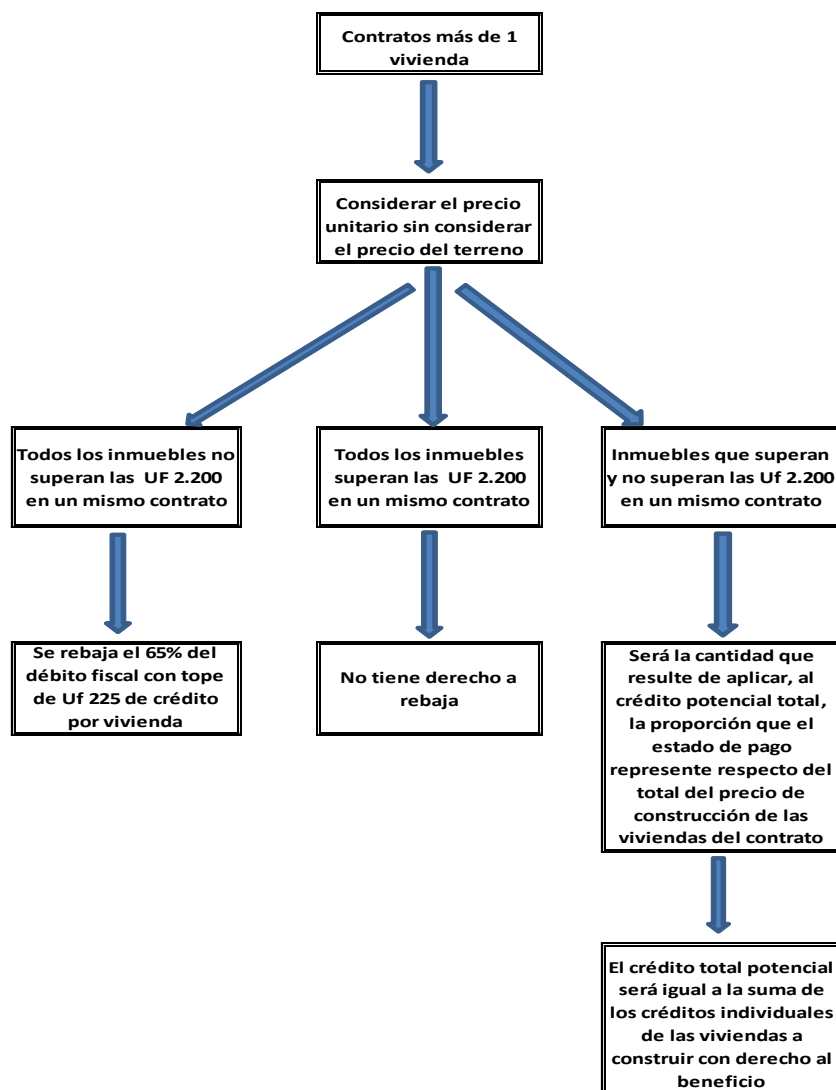 Contratos más de 1
vivienda
Considerar el precio
unitario sin considerar
el precio del terreno
Todos los inmuebles no
superan las UF 2.200
en un mismo contrato
Todos los inmuebles
superan las UF 2.200
en un mismo contrato
Inmuebles que superan
y no superan las Uf 2.200
en un mismo contrato
Se rebaja el 65% del
débito fiscal con tope
de Uf 225 de crédito
por vivienda
No tiene derecho a
rebaja
Será la cantidad que
resulte de aplicar, al
crédito potencial total,
la proporción que el
estado de pago
represente respecto del
total del precio de
construcción de las
viviendas del contrato
El crédito total potencial
será igual a la suma de
los créditos individuales
de las viviendas a
construir con derecho al
beneficio